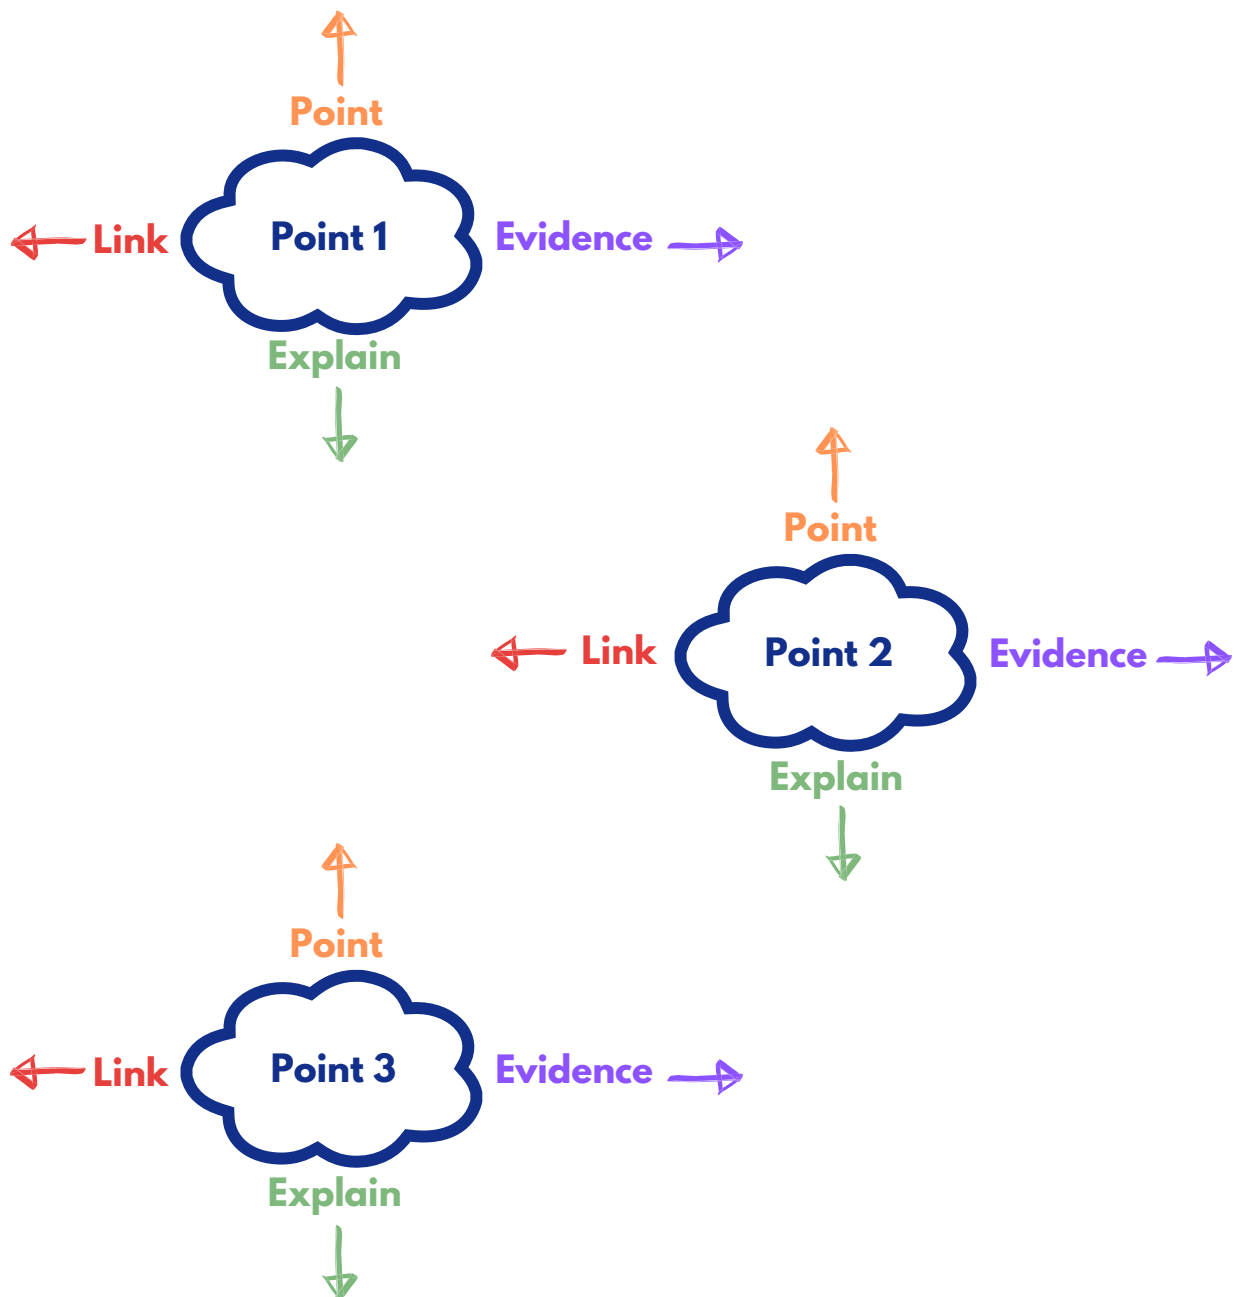 Point
Link
Point 1
Evidence
Explain
Point
Link
Point 2
Evidence
Explain
Point
Link
Point 3
Evidence
Explain